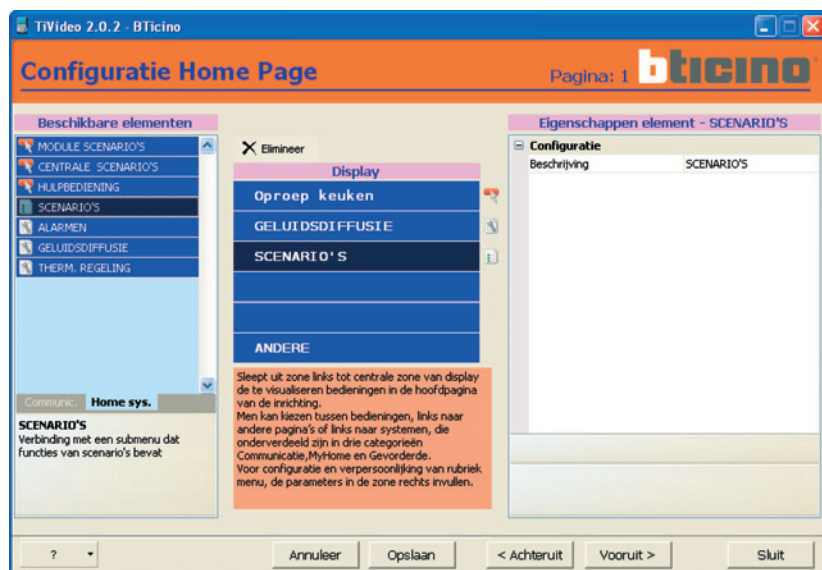 TiVideo 2.0.2 - BTicino
Configuratie Home Page
Pagina: 1
bticino
Beschikbare elementen
MODULE SCENARIO'S
CENTRALE SCENARIO'S
HULPBEDIENING
SCENARIO'S
ALARMEN
GELUIDSDIFFUSIE
THERM. REGELING
Communic.
Home sys.
SCENARIO'S
Verbinding met een submenu dat
functies van scenario's bevat
Elimineer
Display
Oproep keuken
GELUIDSDIFFUSIE
SCENARIO'S
ANDERE
Sleept uit zone links tot centrale zone van display
de te visualiseren bedieningen in de hoofdpagina
van de inrichting.
Men kan kiezen tussen bedieningen, links naar
andere pagina's of links naar systemen, die
onderverdeeld zijn in drie categorieën
Communicatie,MyHome en Gevorderde.
Voor configuratie en verpersoonlijking van rubriek
menu, de parameters in de zone rechts invullen.
Eigenschappen element - SCENARIO'S
Configuratie
Beschrijving SCENARIO'S
?
Annuleer
Opslaan
< Achteruit
Vooruit >
Sluit